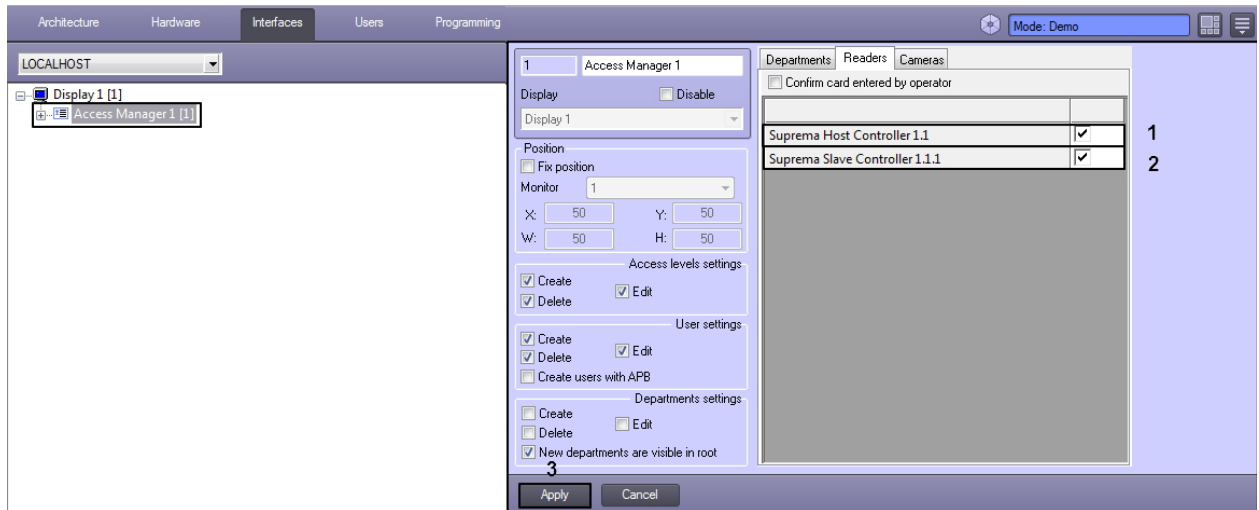 Architecture Hardware Interfaces Users Programming Mode: Demo
LOCALHOST
Display 1 [1]
Access Manager 1 [1]
1 Access Manager 1
Display Disable
Display 1
Position
Fix position
Monitor 1
X: 50 Y: 50
W: 50 H: 50
Access levels settings
Create
Edit
Delete
User settings
Create
Edit
Delete
Create users with APB
Departments settings
Create
Edit
Delete
New departments are visible in root
3
Apply Cancel
Departments Readers Cameras
Confirm card entered by operator
Suprema Host Controller 1.1 1
Suprema Slave Controller 1.1.1 2